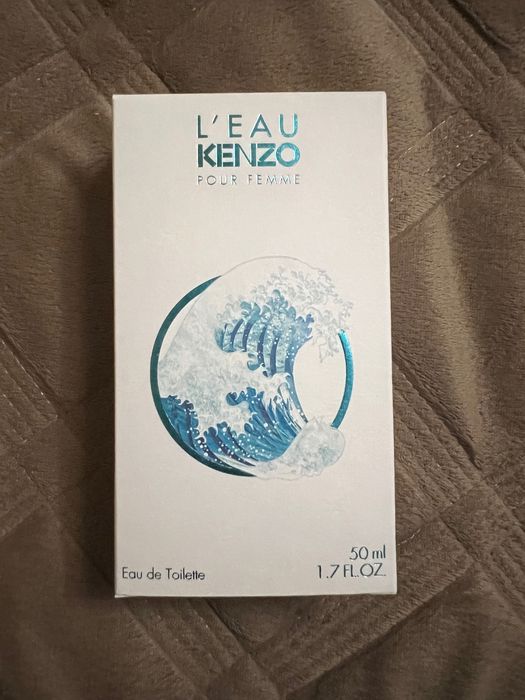 L'EAU
KENZO
POUR FEMME
Eau de Toilette
50 ml
1.7 FL.OZ.